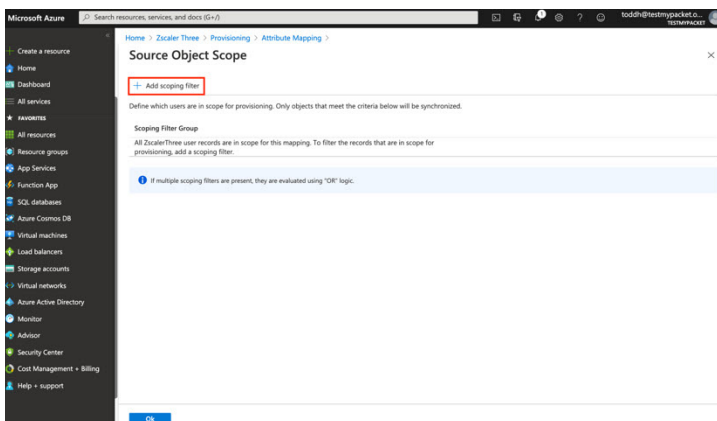 Microsoft Azure
Search resources, services, and docs (G+/)
1
toddh@testmypacket.o...
TESTMYPACKET
Create a resource
Home
Dashboard
All services
FAVORITES
All resources
Resource groups
App Services
Function App
SQL databases
Azure Cosmos DB
Virtual machines
Load balancers
Storage accounts
Virtual networks
Azure Active Directory
Monitor
Advisor
Security Center
Cost Management + Billing
Help + support
Home > Zscaler Three > Provisioning > Attribute Mapping >
Source Object Scope
+ Add scoping filter
Define which users are in scope for provisioning. Only objects that meet the criteria below will be synchronized.
Scoping Filter Group
All ZscalerThree user records are in scope for this mapping. To filter the records that are in scope for
provisioning, add a scoping filter.
If multiple scoping filters are present, they are evaluated using "OR" logic.
Ok